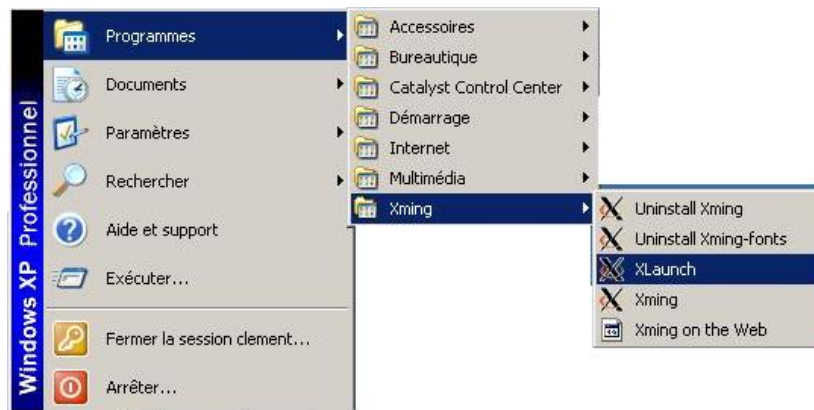 Windows XP Professionnel
Programmes
Documents
Paramètres
Rechercher
Aide et support
Exécuter...
Fermer la session clement...
Arrêter...
Accessoires
Bureautique
Catalyst Control Center
Démarrage
Internet
Multimédia
Xming
Uninstall Xming
Uninstall Xming-fonts
XLaunch
Xming
Xming on the Web